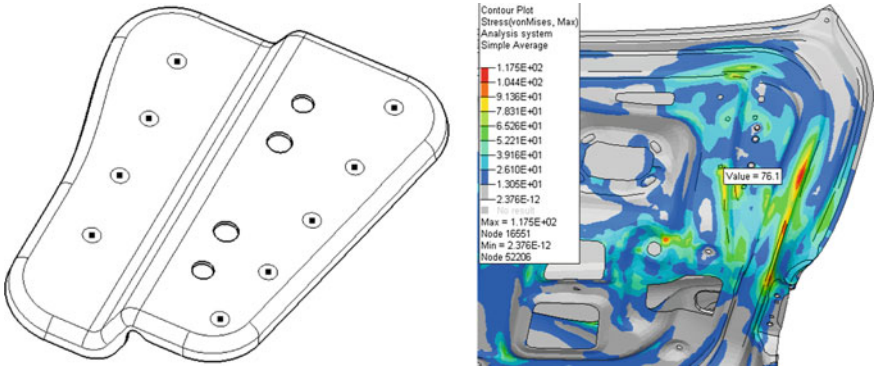 Contour Plot
Stress(vonMises, Max)
Analysis system
Simple Average
1.175E+02
1.044E+02
9.136E+01
7.831E+01
6.526E+01
5.221E+01
3.916E+01
2.610E+01
1.305E+01
2.376E-12
No result
Max = 1.175E+02
Node 16551
Min = 2.376E-12
Node 52206
Value = 76.1